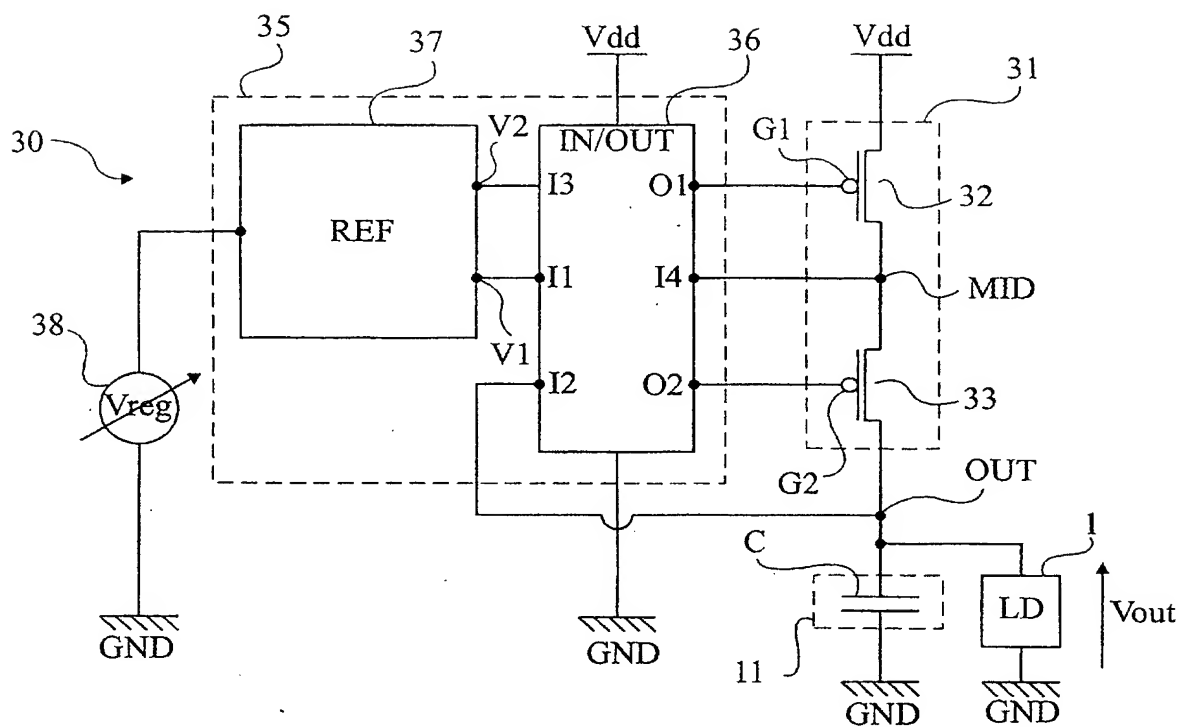 35
37
Vdd
36
Vdd
31
30
V2
IN/OUT
G1
I3
O1
32
REF
I1
I4
MID
38
V1
Vreg
I2
O2
33
G2
OUT
C
1
LD
Vout
GND
GND
11
GND
GND